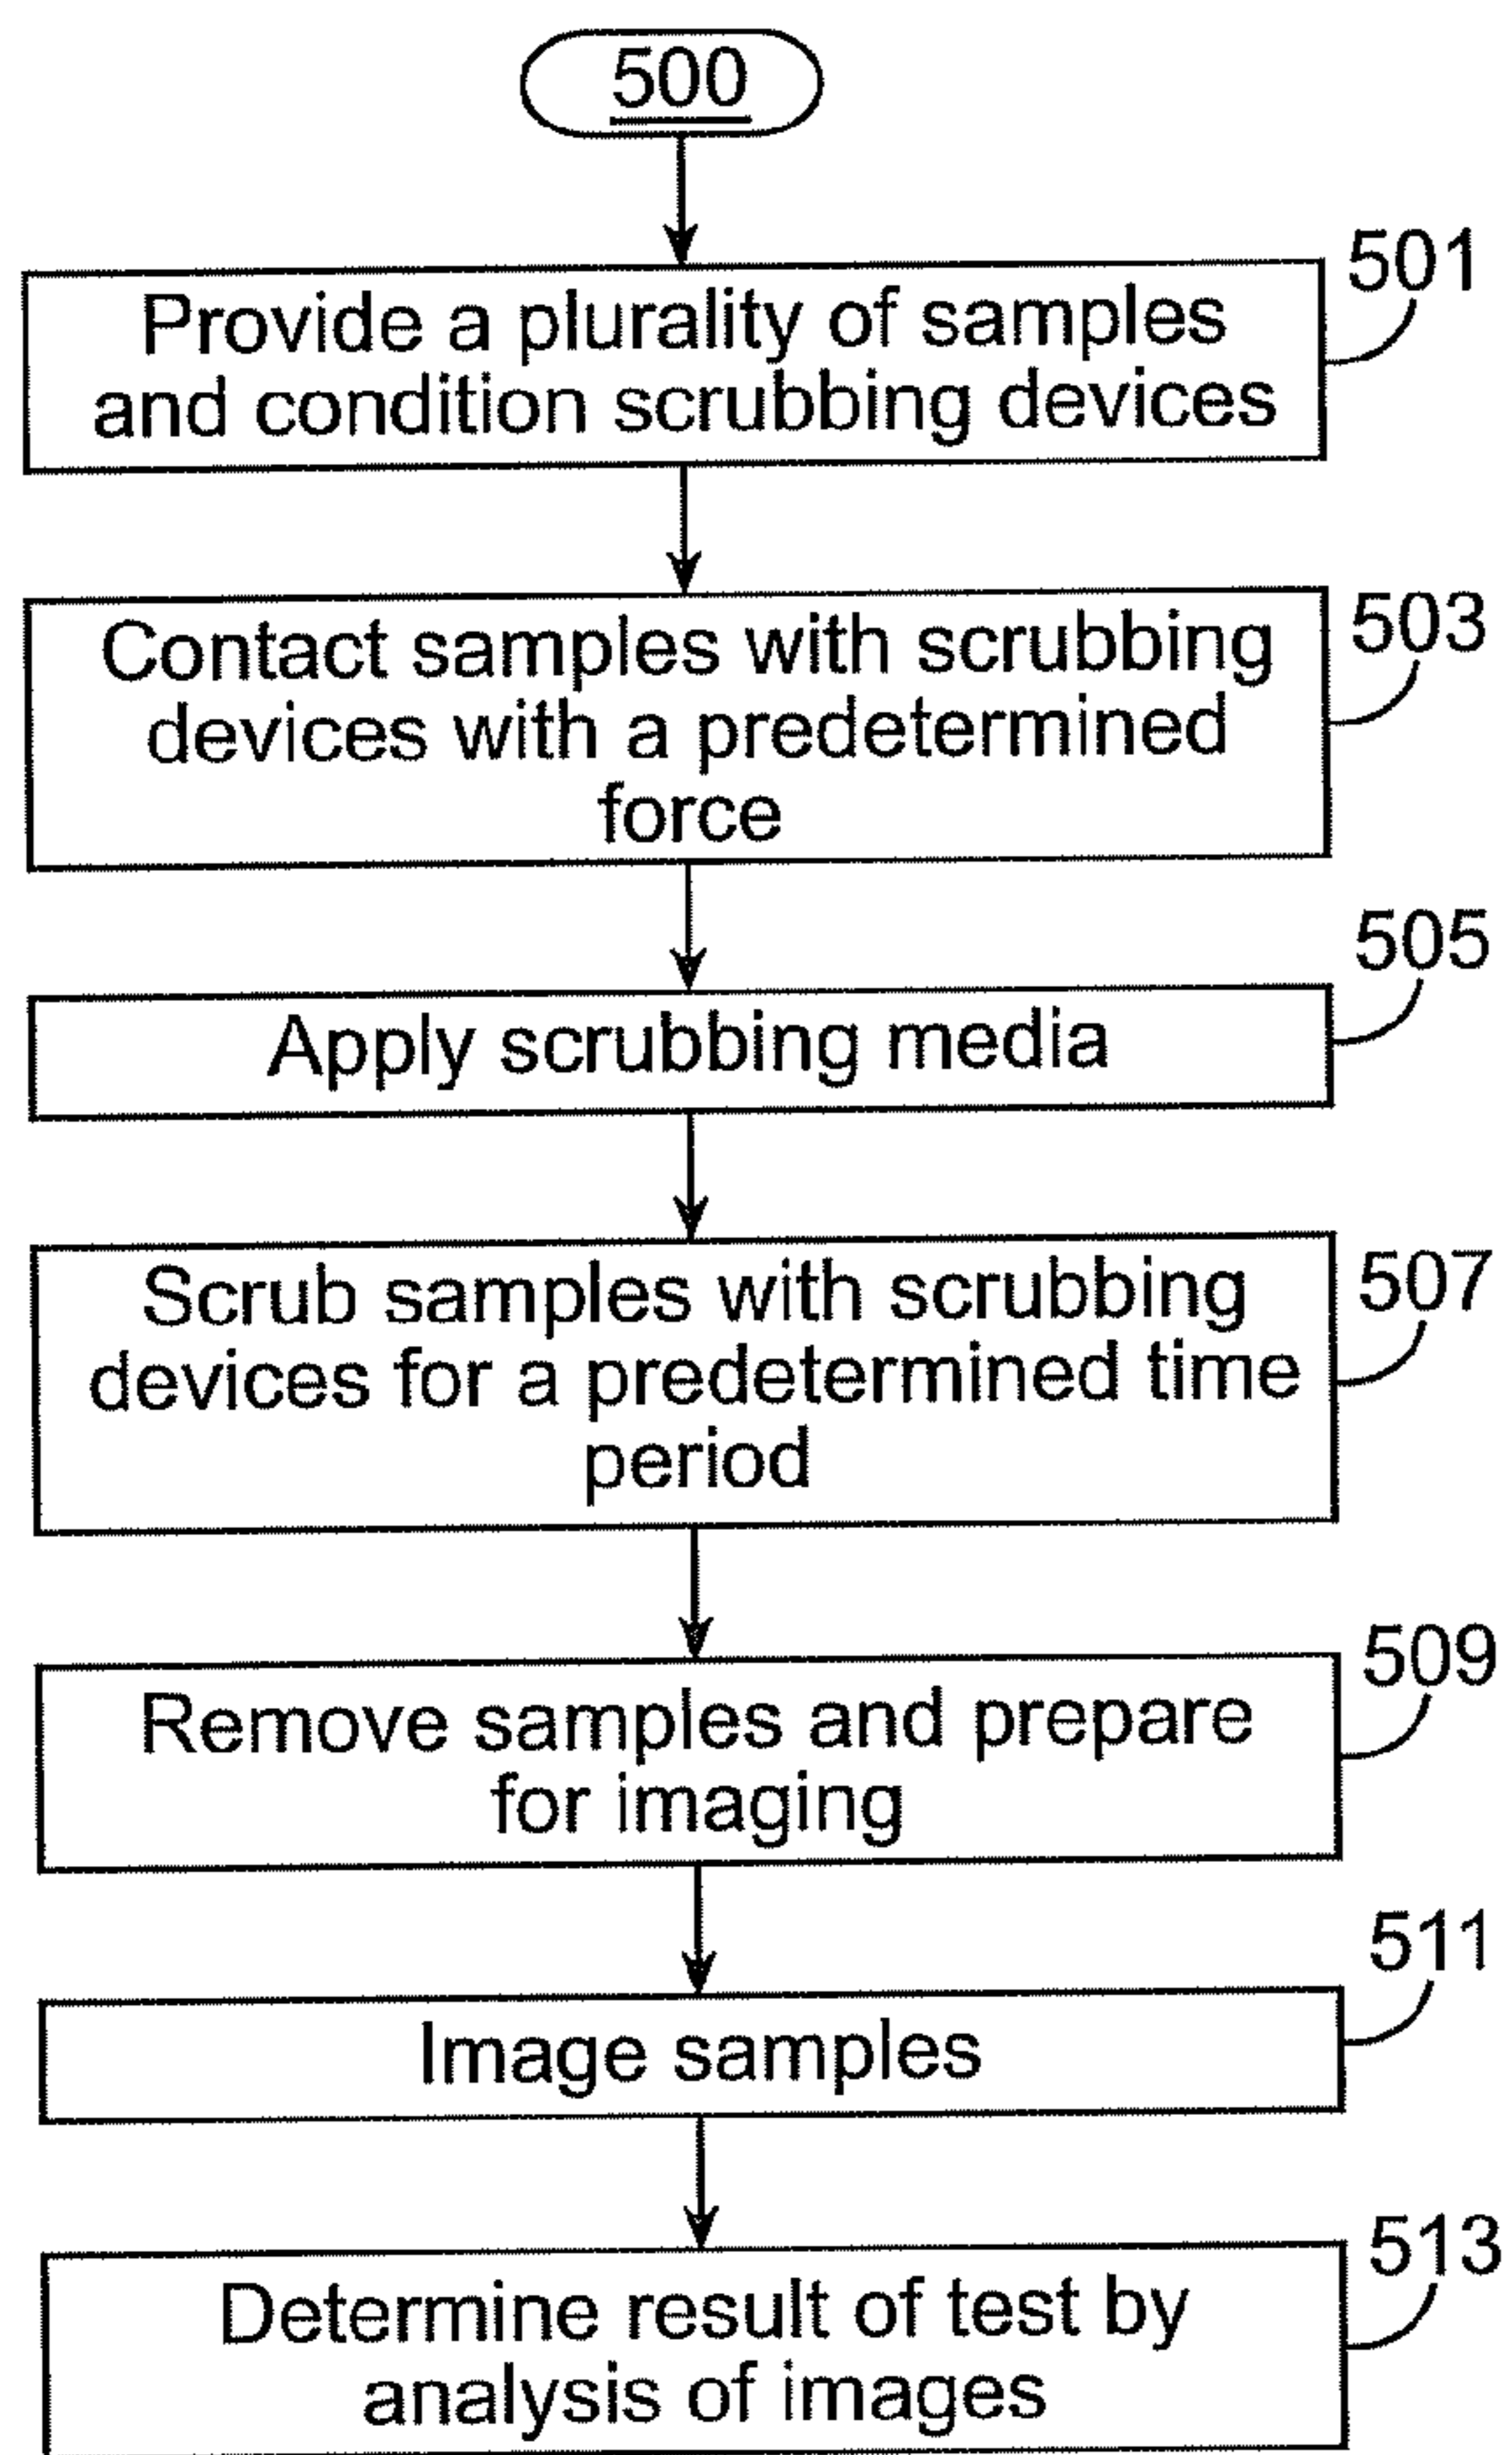 500
501
Provide a plurality of samples
and condition scrubbing devices
503
Contact samples with scrubbing
devices with a predetermined
force
505
Apply scrubbing media
507
Scrub samples with scrubbing
devices for a predetermined time
period
509
Remove samples and prepare
for imaging
511
Image samples
513
Determine result of test by
analysis of images